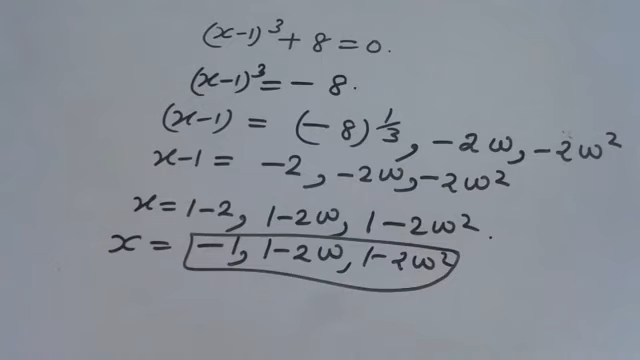 (x-1)³ + 8 = 0.
(x-1)³ = - 8.
(x-1) = (-8)^{1/3}, -2ω, -2ω²
x-1 = -2, -2ω, -2ω²
x = 1-2, 1-2ω, 1-2ω².
x = -1, 1-2ω, 1-2ω²